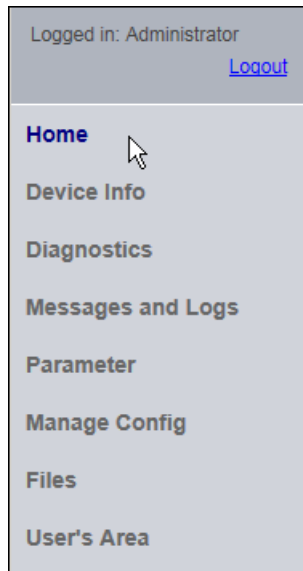 Logged in: Administrator
Logout
Home
Device Info
Diagnostics
Messages and Logs
Parameter
Manage Config
Files
User's Area